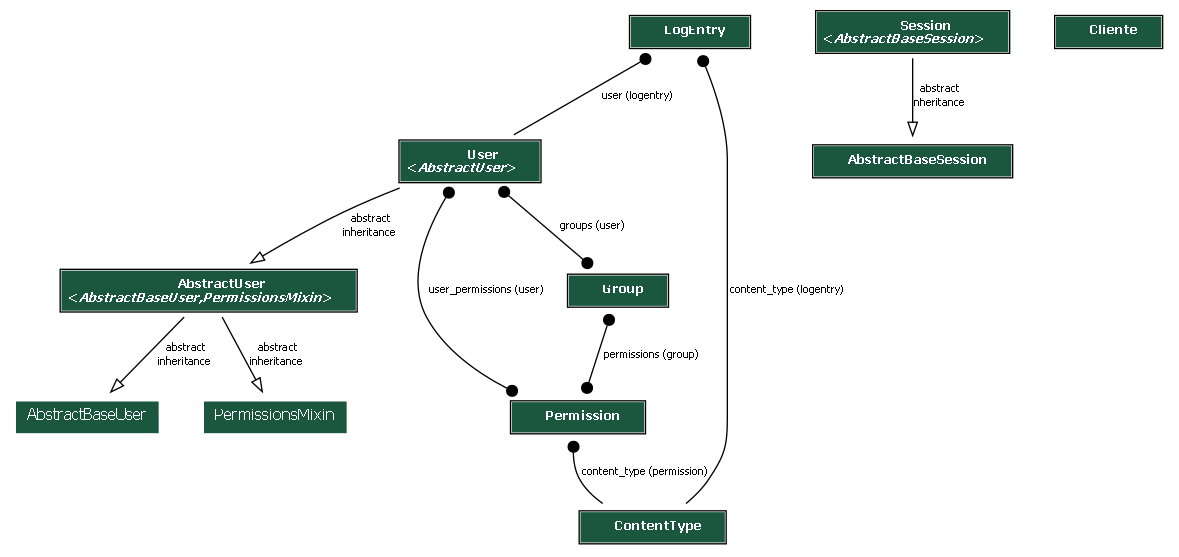 LogEntry
Session
<AbstractBaseSession>
Cliente
abstract
inheritance
user (logentry)
User
<AbstractUser>
AbstractBaseSession
abstract
inheritance
groups (user)
AbstractUser
<AbstractBaseUser,PermissionsMixin>
user_permissions (user)
Group
content_type (logentry)
abstract
inheritance
abstract
inheritance
permissions (group)
AbstractBaseUser
PermissionsMixin
Permission
content_type (permission)
ContentType